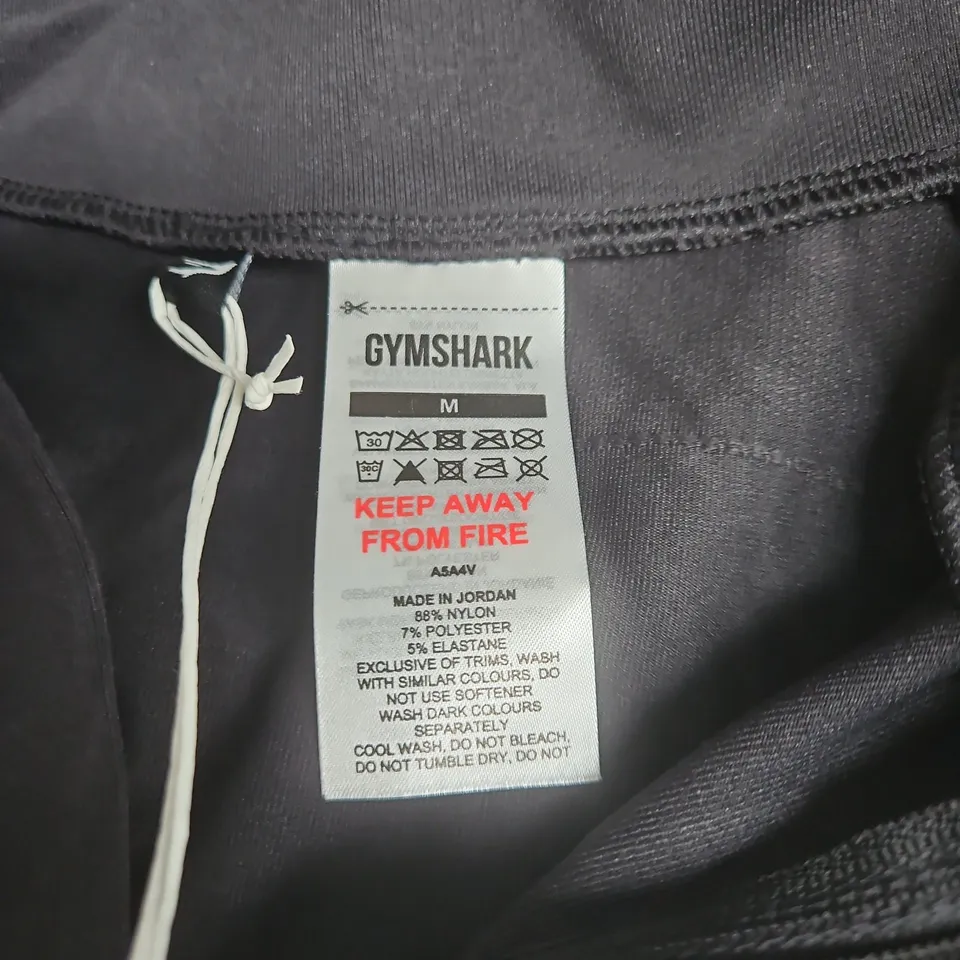 GYMSHARK
M
30
30C
KEEP AWAY
FROM FIRE
A5A4V
MADE IN JORDAN
88% NYLON
7% POLYESTER
5% ELASTANE
EXCLUSIVE OF TRIMS, WASH
WITH SIMILAR COLOURS, DO
NOT USE SOFTENER
WASH DARK COLOURS
SEPARATELY
COOL WASH, DO NOT BLEACH,
DO NOT TUMBLE DRY, DO NOT